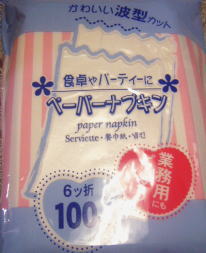 かわいい波型カット
食卓やパーティーに
ペーパーナフキン
paper napkin
Serviette・餐巾紙・냅킨
6ツ折
100
業務用
にも